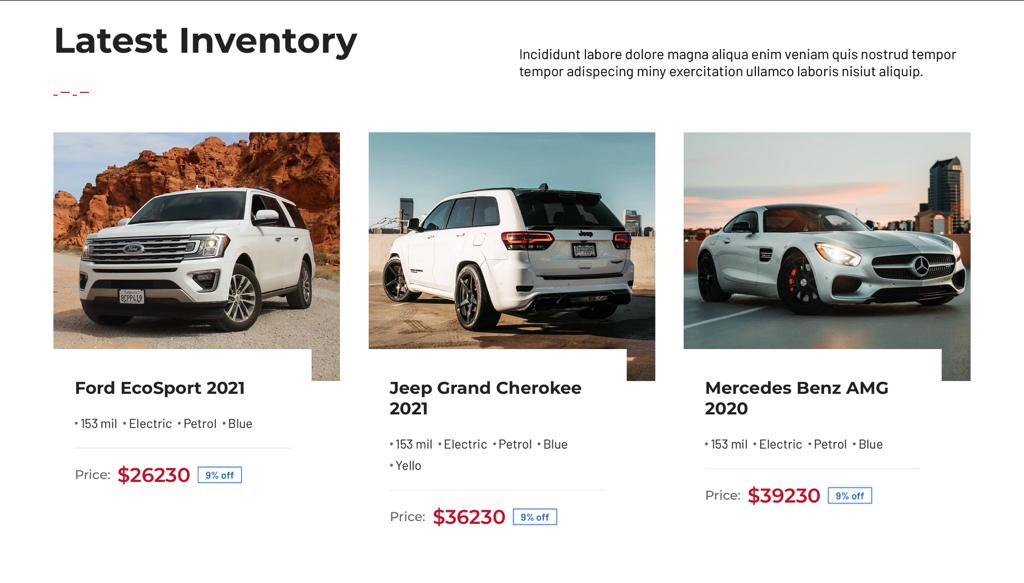 Latest Inventory
Incididunt labore dolore magna aliqua enim veniam quis nostrud tempor
tempor adispecing miny exercitation ullamco laboris nisiut aliquip.
Ford
8CPP419
Ford EcoSport 2021
• 153 mil • Electric • Petrol • Blue
Price: $26230 9% off
Jeep
Jeep Grand Cherokee
2021
• 153 mil • Electric • Petrol • Blue
• Yello
Price: $36230 9% off
Mercedes Benz AMG
2020
• 153 mil • Electric • Petrol • Blue
Price: $39230 9% off